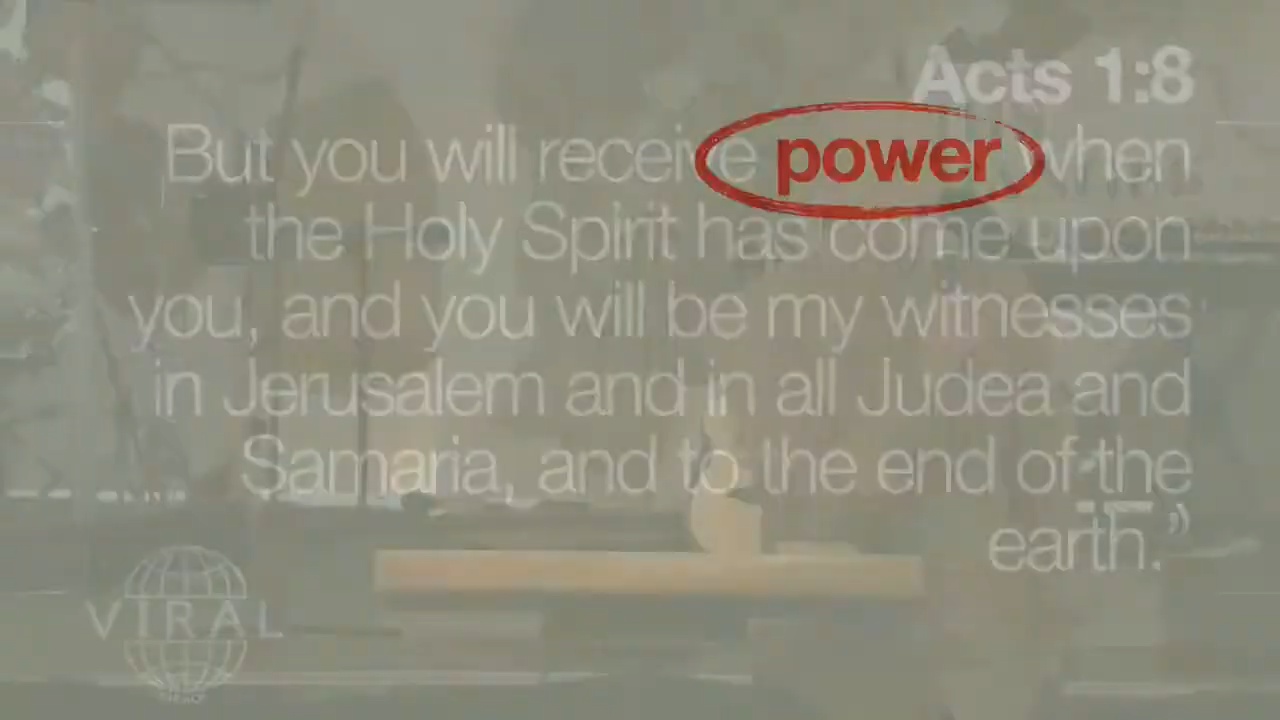 Acts 1:8
But you will receive power when
the Holy Spirit has come upon
you, and you will be my witnesses
in Jerusalem and in all Judea and
Samaria, and to the end of the
earth.”
VIRAL